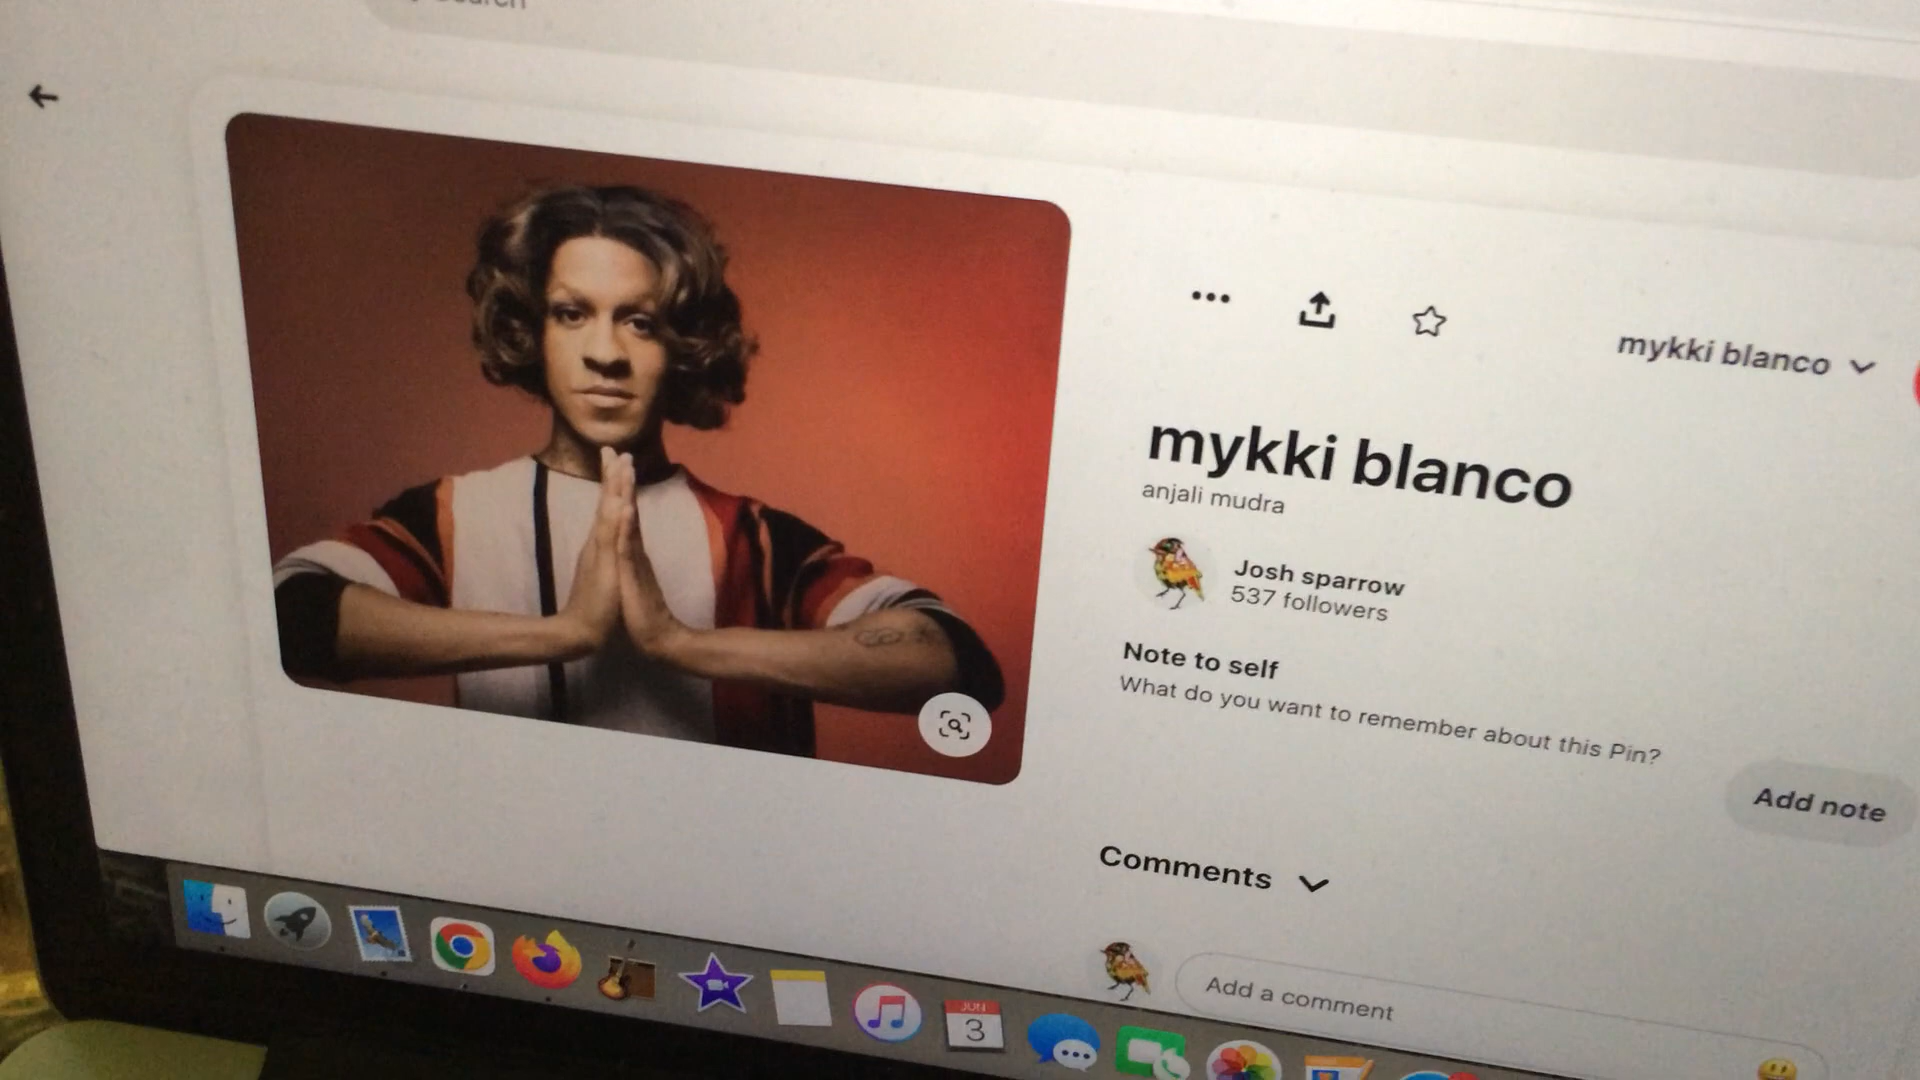 mykki blanco
mykki blanco
anjali mudra
Josh sparrow
537 followers
Note to self
What do you want to remember about this Pin?
Add note
Comments
Add a comment
JUN
3